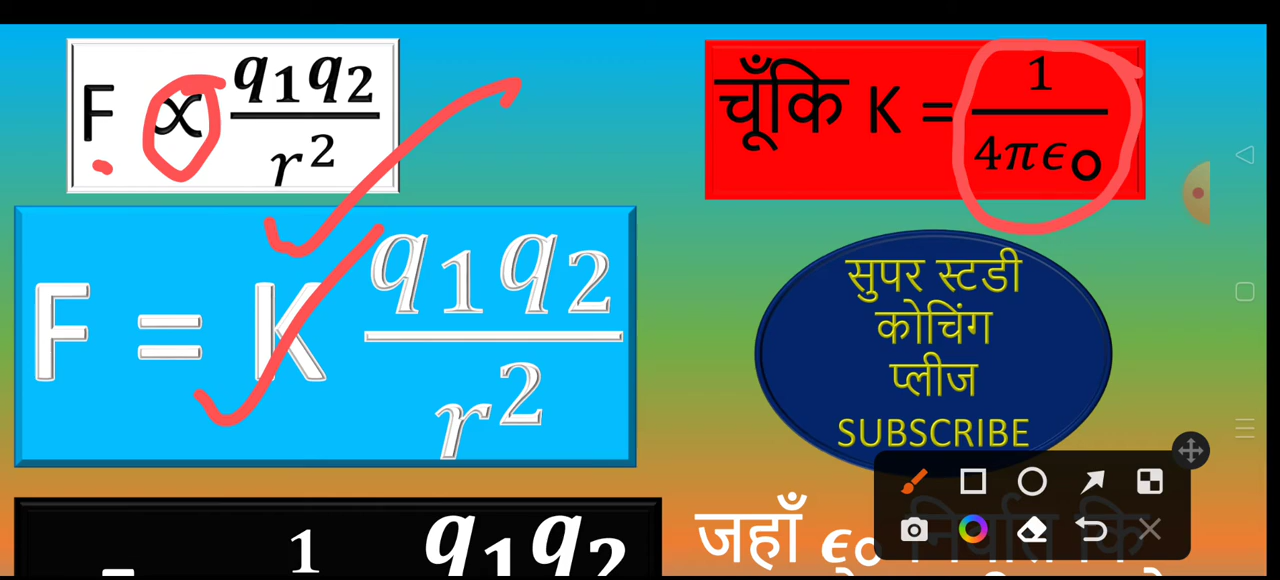 F ∝ q₁q₂ / r²
चूँकि K = 1 / 4πϵ₀
F = K q₁q₂ / r²
सुपर स्टडी
कोचिंग
प्लीज
SUBSCRIBE
1 q₁q₂
जहाँ ϵ₀ निर्वात कि